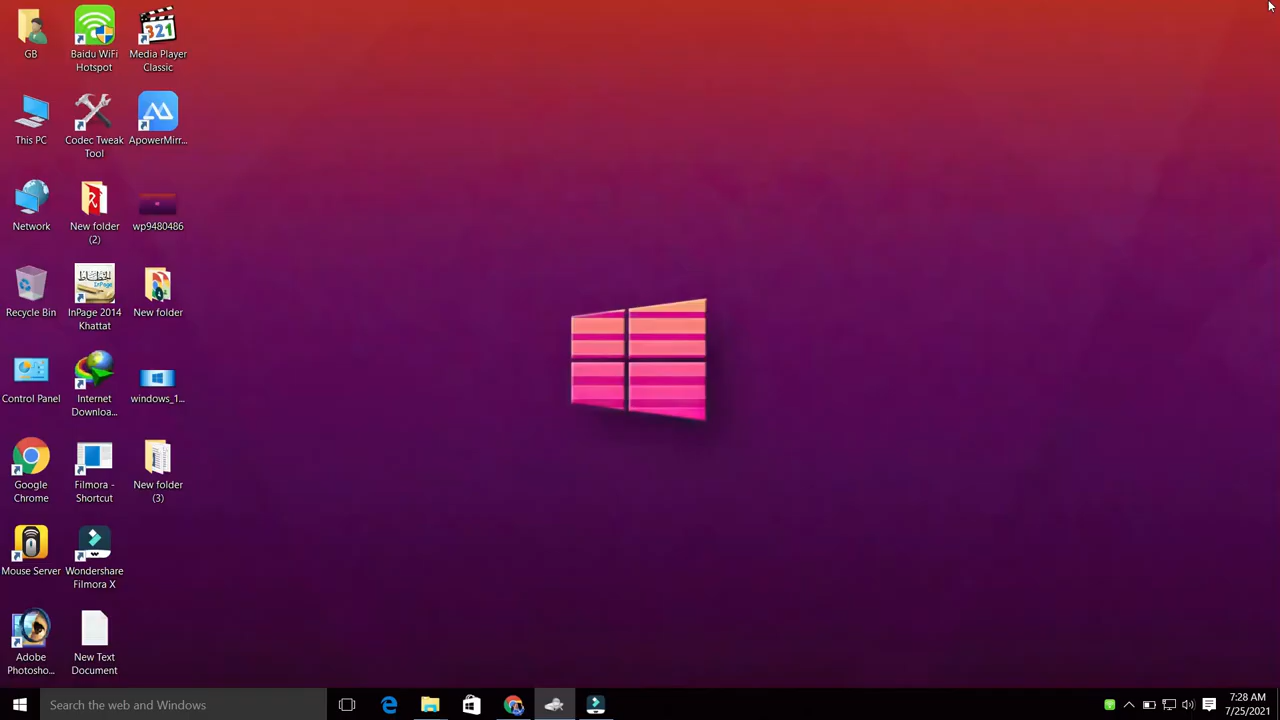 GB
Baidu WiFi
Hotspot
Media Player
Classic
321
This PC
Codec Tweak
Tool
ApowerMirr...
Network
New folder
(2)
wp9480486
Recycle Bin
InPage
InPage 2014
Khattat
New folder
Control Panel
Internet
Downloa...
windows_1...
Google
Chrome
Filmora -
Shortcut
New folder
(3)
Mouse Server
Wondershare
Filmora X
Adobe
Photosho...
New Text
Document
Search the web and Windows
7:28 AM
7/25/2021